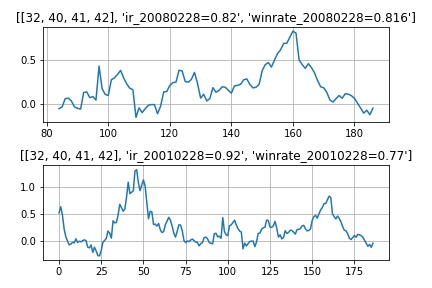 [[32, 40, 41, 42], 'ir_20080228=0.82', 'winrate_20080228=0.816']
0.5
0.0
80 100 120 140 160 180
[[32, 40, 41, 42], 'ir_20010228=0.92', 'winrate_20010228=0.77']
1.0
0.5
0.0
0 25 50 75 100 125 150 175